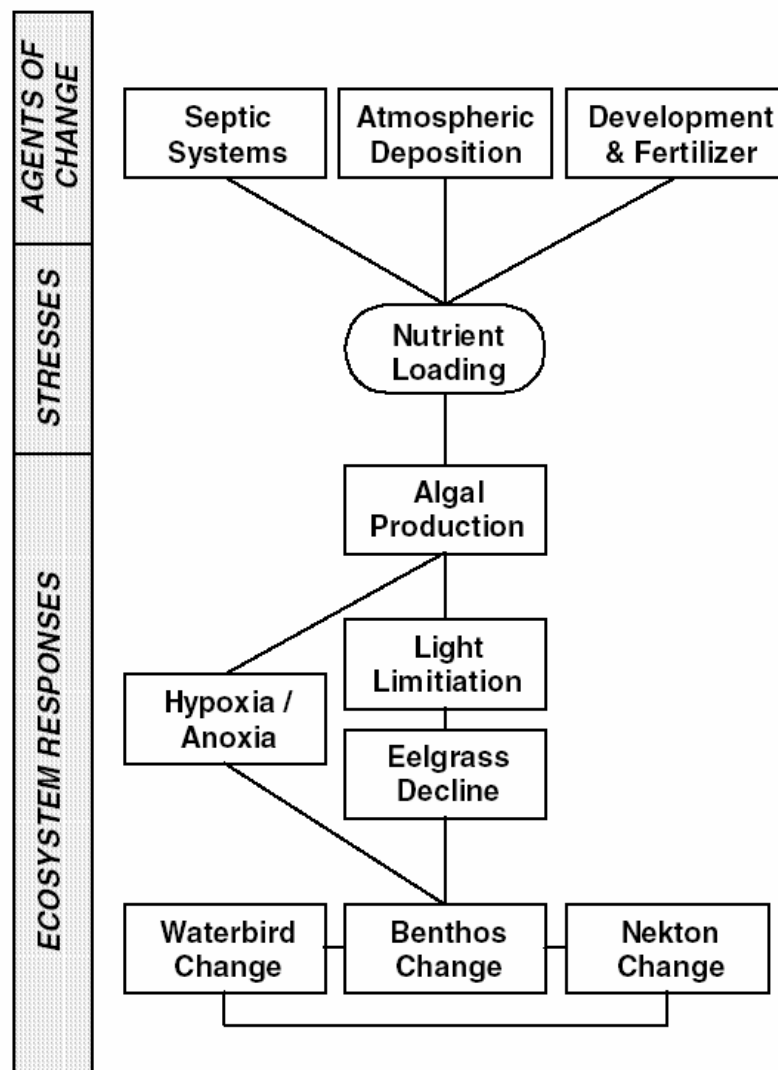 AGENTS OF
CHANGE
Septic
Systems
Atmospheric
Deposition
Development
& Fertilizer
STRESSES
Nutrient
Loading
ECOSYSTEM RESPONSES
Algal
Production
Light
Limitiation
Hypoxia /
Anoxia
Eelgrass
Decline
Waterbird
Change
Benthos
Change
Nekton
Change